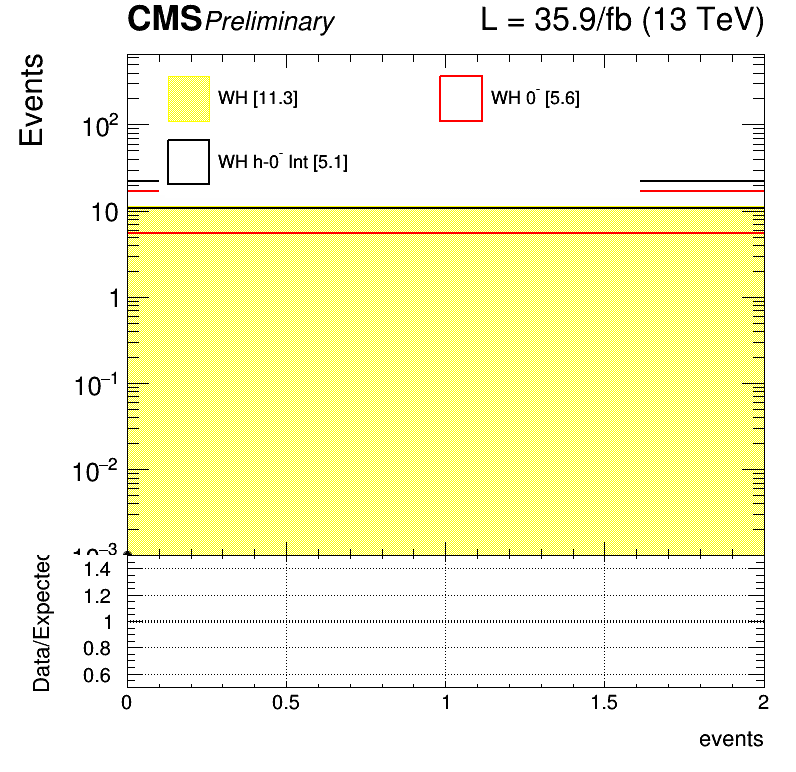 CMS Preliminary L = 35.9/fb (13 TeV)
Events
WH [11.3] WH 0⁻ [5.6]
WH h-0⁻ Int [5.1]
10²
10
1
10⁻¹
10⁻²
10⁻³
Data/Expected
1.4
1.2
1
0.8
0.6
0 0.5 1 1.5 2
events